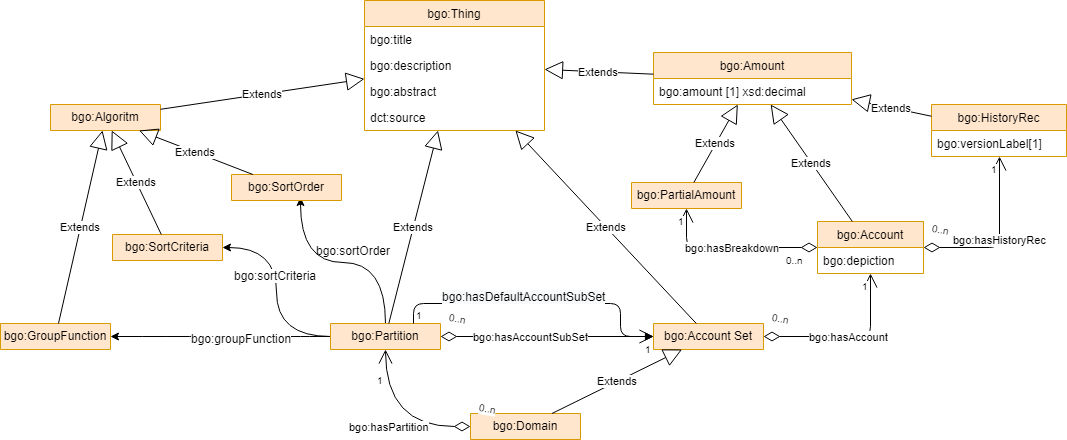 bgo:Thing
bgo:title
bgo:description
bgo:abstract
dct:source
bgo:Amount
bgo:amount [1] xsd:decimal
Extends
Extends
bgo:Algoritm
Extends
bgo:HistoryRec
bgo:versionLabel[1]
Extends
Extends
Extends
Extends
bgo:SortOrder
bgo:PartialAmount
1
1
Extends
Extends
bgo:Account
bgo:depiction
0..n
bgo:hasHistoryRec
bgo:SortCriteria
bgo:sortOrder
bgo:hasBreakdown
0..n
bgo:sortCriteria
1
bgo:hasDefaultAccountSubSet
1
0..n
0..n
bgo:GroupFunction
bgo:groupFunction
bgo:Partition
bgo:hasAccountSubSet
1
bgo:Account Set
bgo:hasAccount
1
Extends
0..n
bgo:hasPartition
bgo:Domain